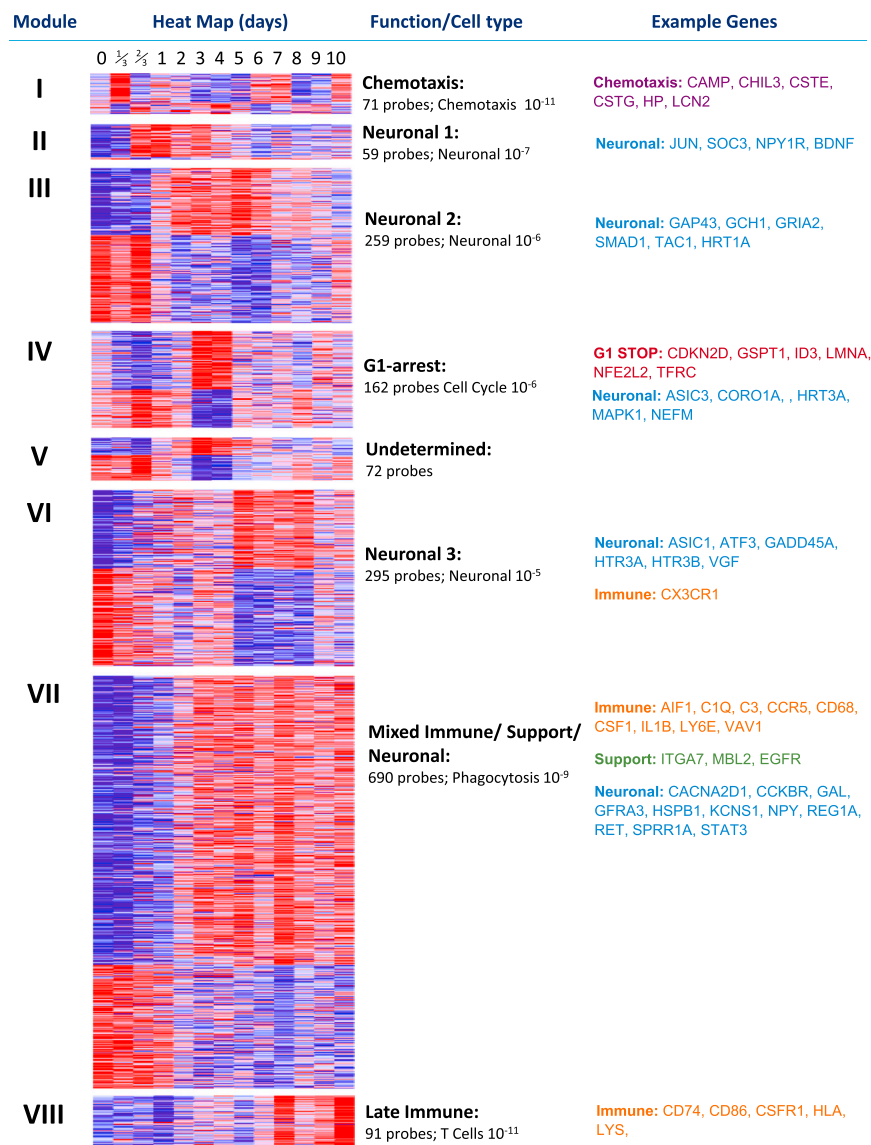 Module Heat Map (days) Function/Cell type Example Genes
0 1/3 2/3 1 2 3 4 5 6 7 8 9 10
I
Chemotaxis:
71 probes; Chemotaxis 10-11
Chemotaxis: CAMP, CHIL3, CSTE,
CSTG, HP, LCN2
II
Neuronal 1:
59 probes; Neuronal 10-7
Neuronal: JUN, SOC3, NPY1R, BDNF
III
Neuronal 2:
259 probes; Neuronal 10-6
Neuronal: GAP43, GCH1, GRIA2,
SMAD1, TAC1, HRT1A
IV
G1-arrest:
162 probes Cell Cycle 10-6
G1 STOP: CDKN2D, GSPT1, ID3, LMNA,
NFE2L2, TFRC
Neuronal: ASIC3, CORO1A, , HRT3A,
MAPK1, NEFM
V
Undetermined:
72 probes
VI
Neuronal 3:
295 probes; Neuronal 10-5
Neuronal: ASIC1, ATF3, GADD45A,
HTR3A, HTR3B, VGF
Immune: CX3CR1
VII
Mixed Immune/ Support/
Neuronal:
690 probes; Phagocytosis 10-9
Immune: AIF1, C1Q, C3, CCR5, CD68,
CSF1, IL1B, LY6E, VAV1
Support: ITGA7, MBL2, EGFR
Neuronal: CACNA2D1, CCKBR, GAL,
GFRA3, HSPB1, KCNS1, NPY, REG1A,
RET, SPRR1A, STAT3
VIII
Late Immune:
91 probes; T Cells 10-11
Immune: CD74, CD86, CSFR1, HLA,
LYS,